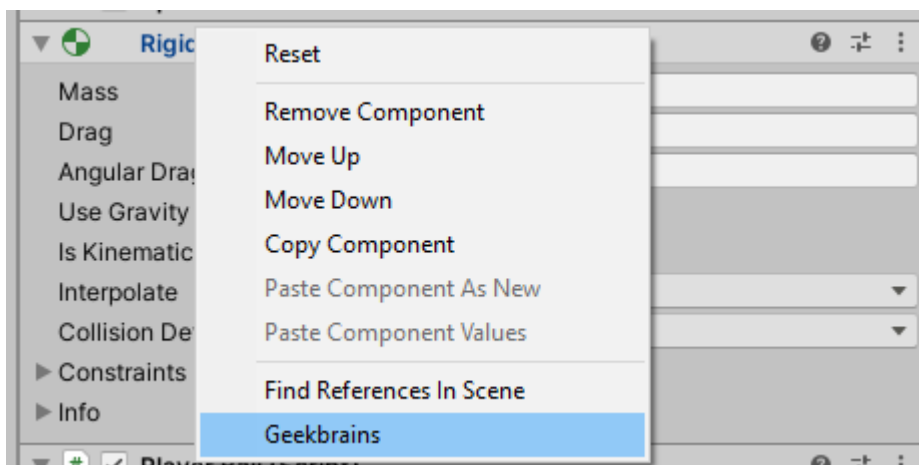 Rigic
Reset
Mass
Remove Component
Drag
Move Up
Angular Drag
Move Down
Use Gravity
Copy Component
Is Kinematic
Paste Component As New
Interpolate
Paste Component Values
Collision De
Constraints
Find References In Scene
Info
Geekbrains